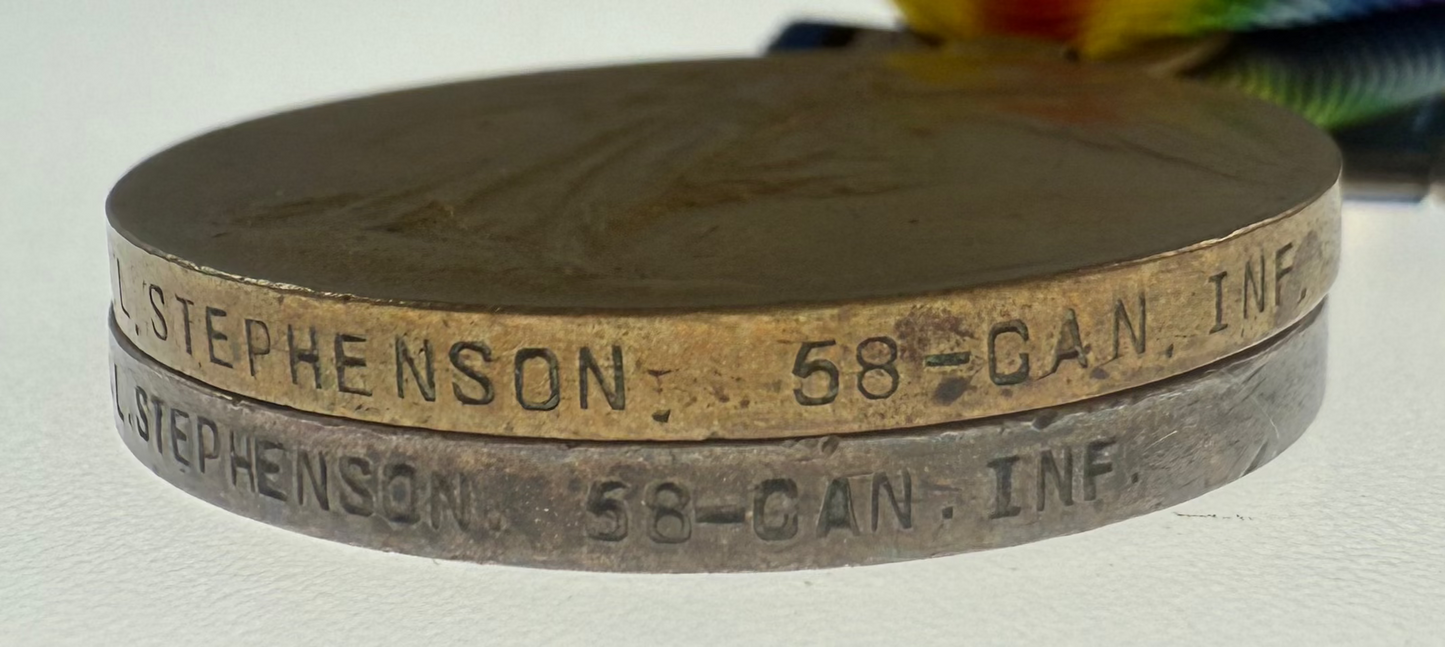 L. STEPHENSON. 58-CAN. INF.
L. STEPHENSON. 58-CAN. INF.